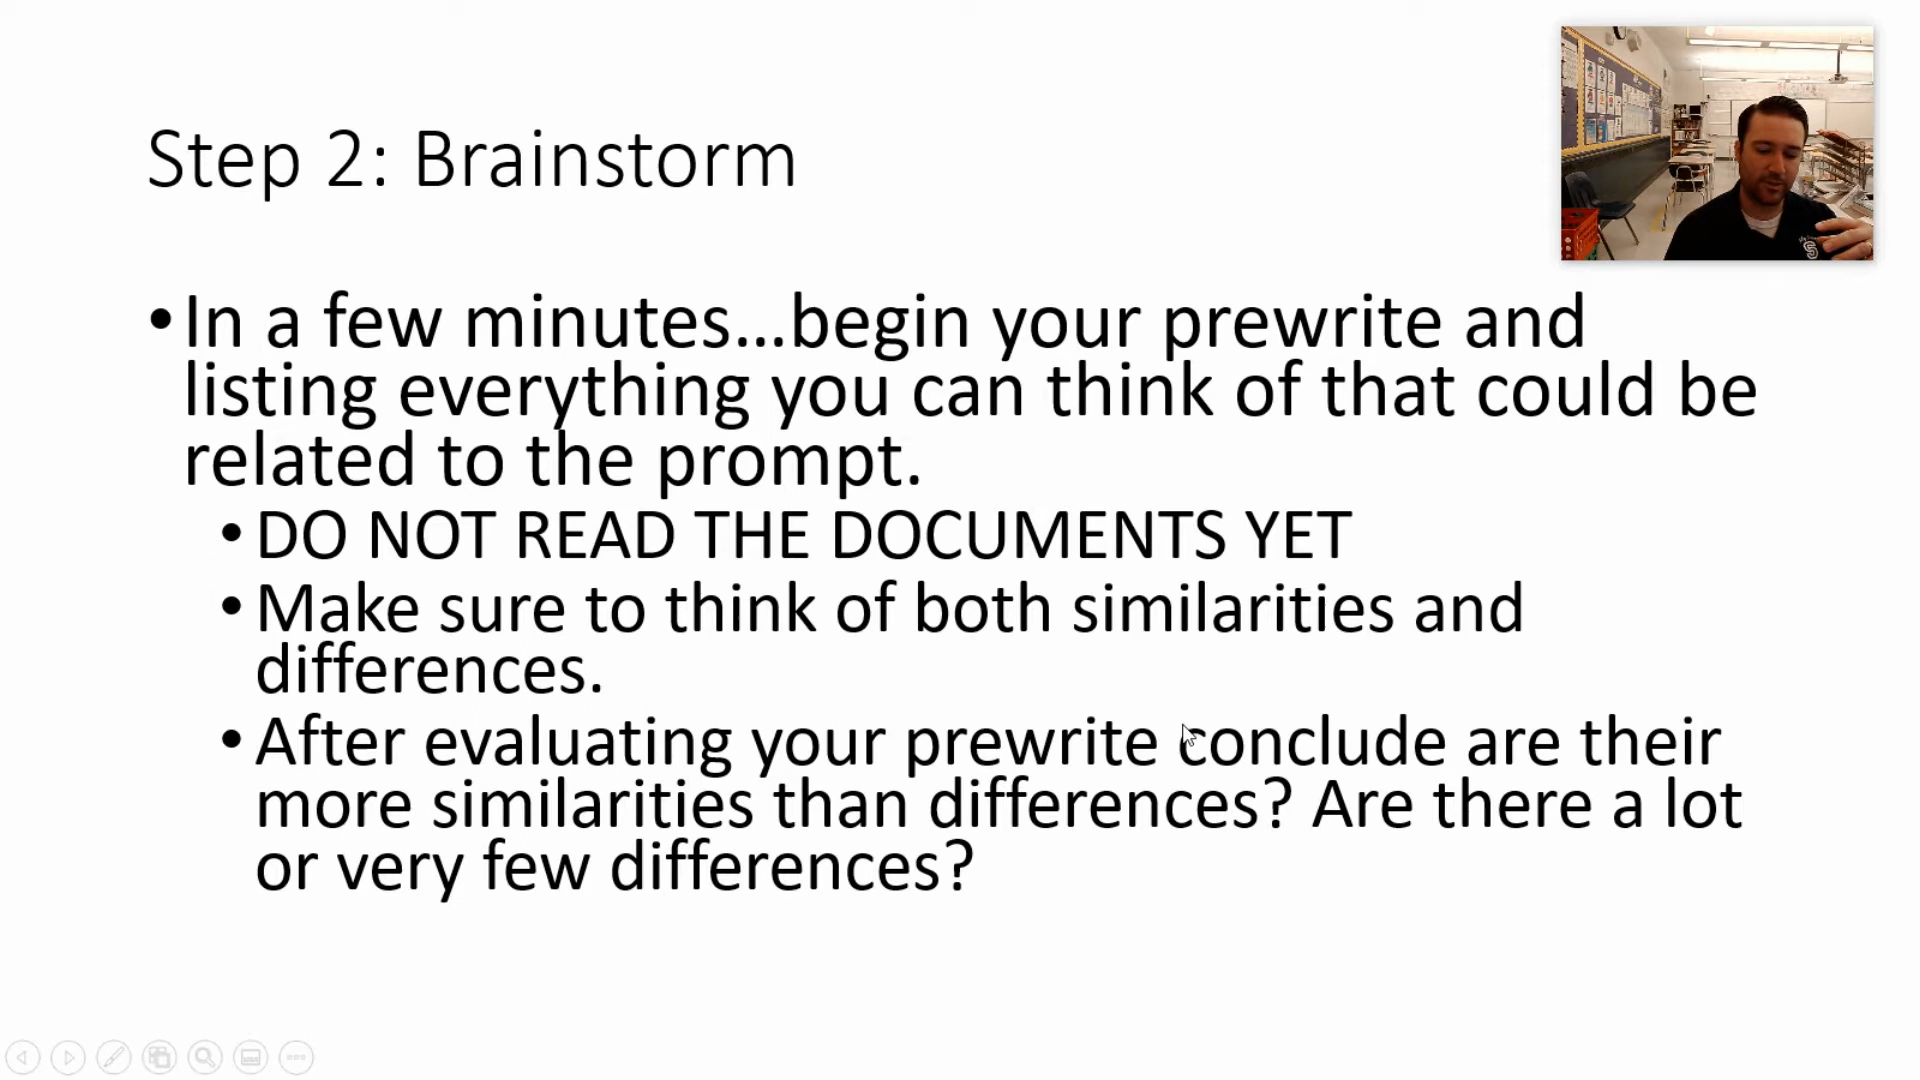 Step 2: Brainstorm
•In a few minutes...begin your prewrite and
listing everything you can think of that could be
related to the prompt.
•DO NOT READ THE DOCUMENTS YET
•Make sure to think of both similarities and
differences.
•After evaluating your prewrite conclude are their
more similarities than differences? Are there a lot
or very few differences?
S